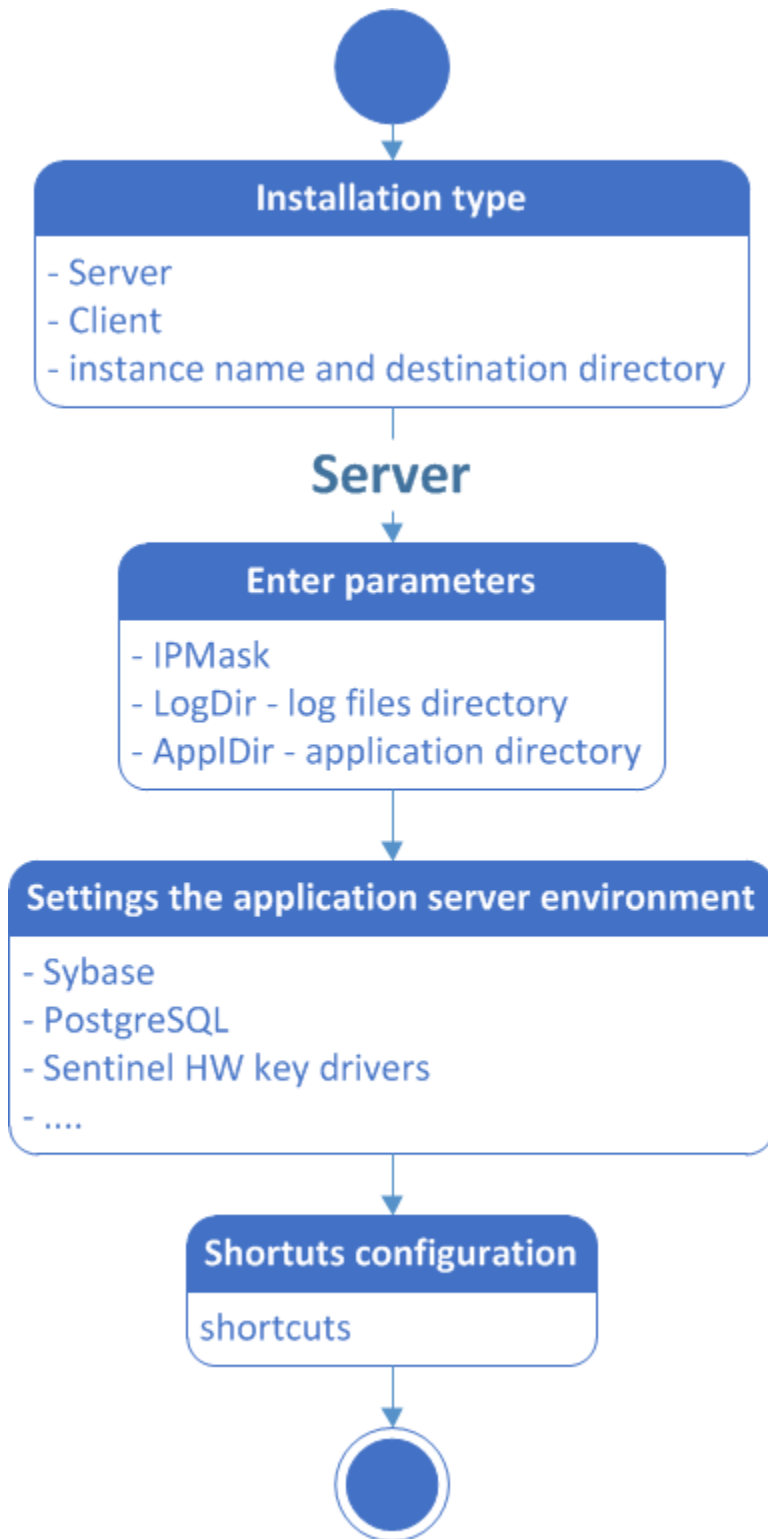 Installation type
- Server
- Client
- instance name and destination directory
Server
Enter parameters
- IPMask
- LogDir - log files directory
- ApplDir - application directory
Settings the application server environment
- Sybase
- PostgreSQL
- Sentinel HW key drivers
- ....
Shortuts configuration
shortcuts